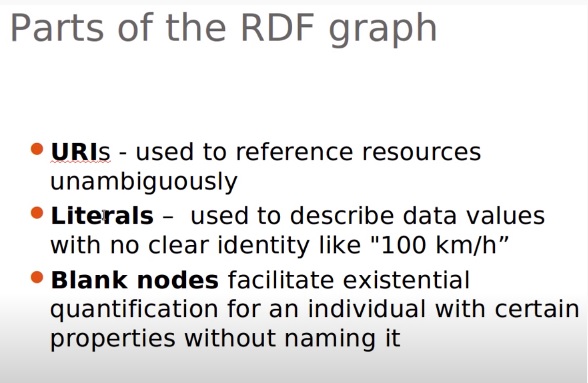 Parts of the RDF graph
URIs - used to reference resources
unambiguously
Literals – used to describe data values
with no clear identity like "100 km/h”
Blank nodes facilitate existential
quantification for an individual with certain
properties without naming it